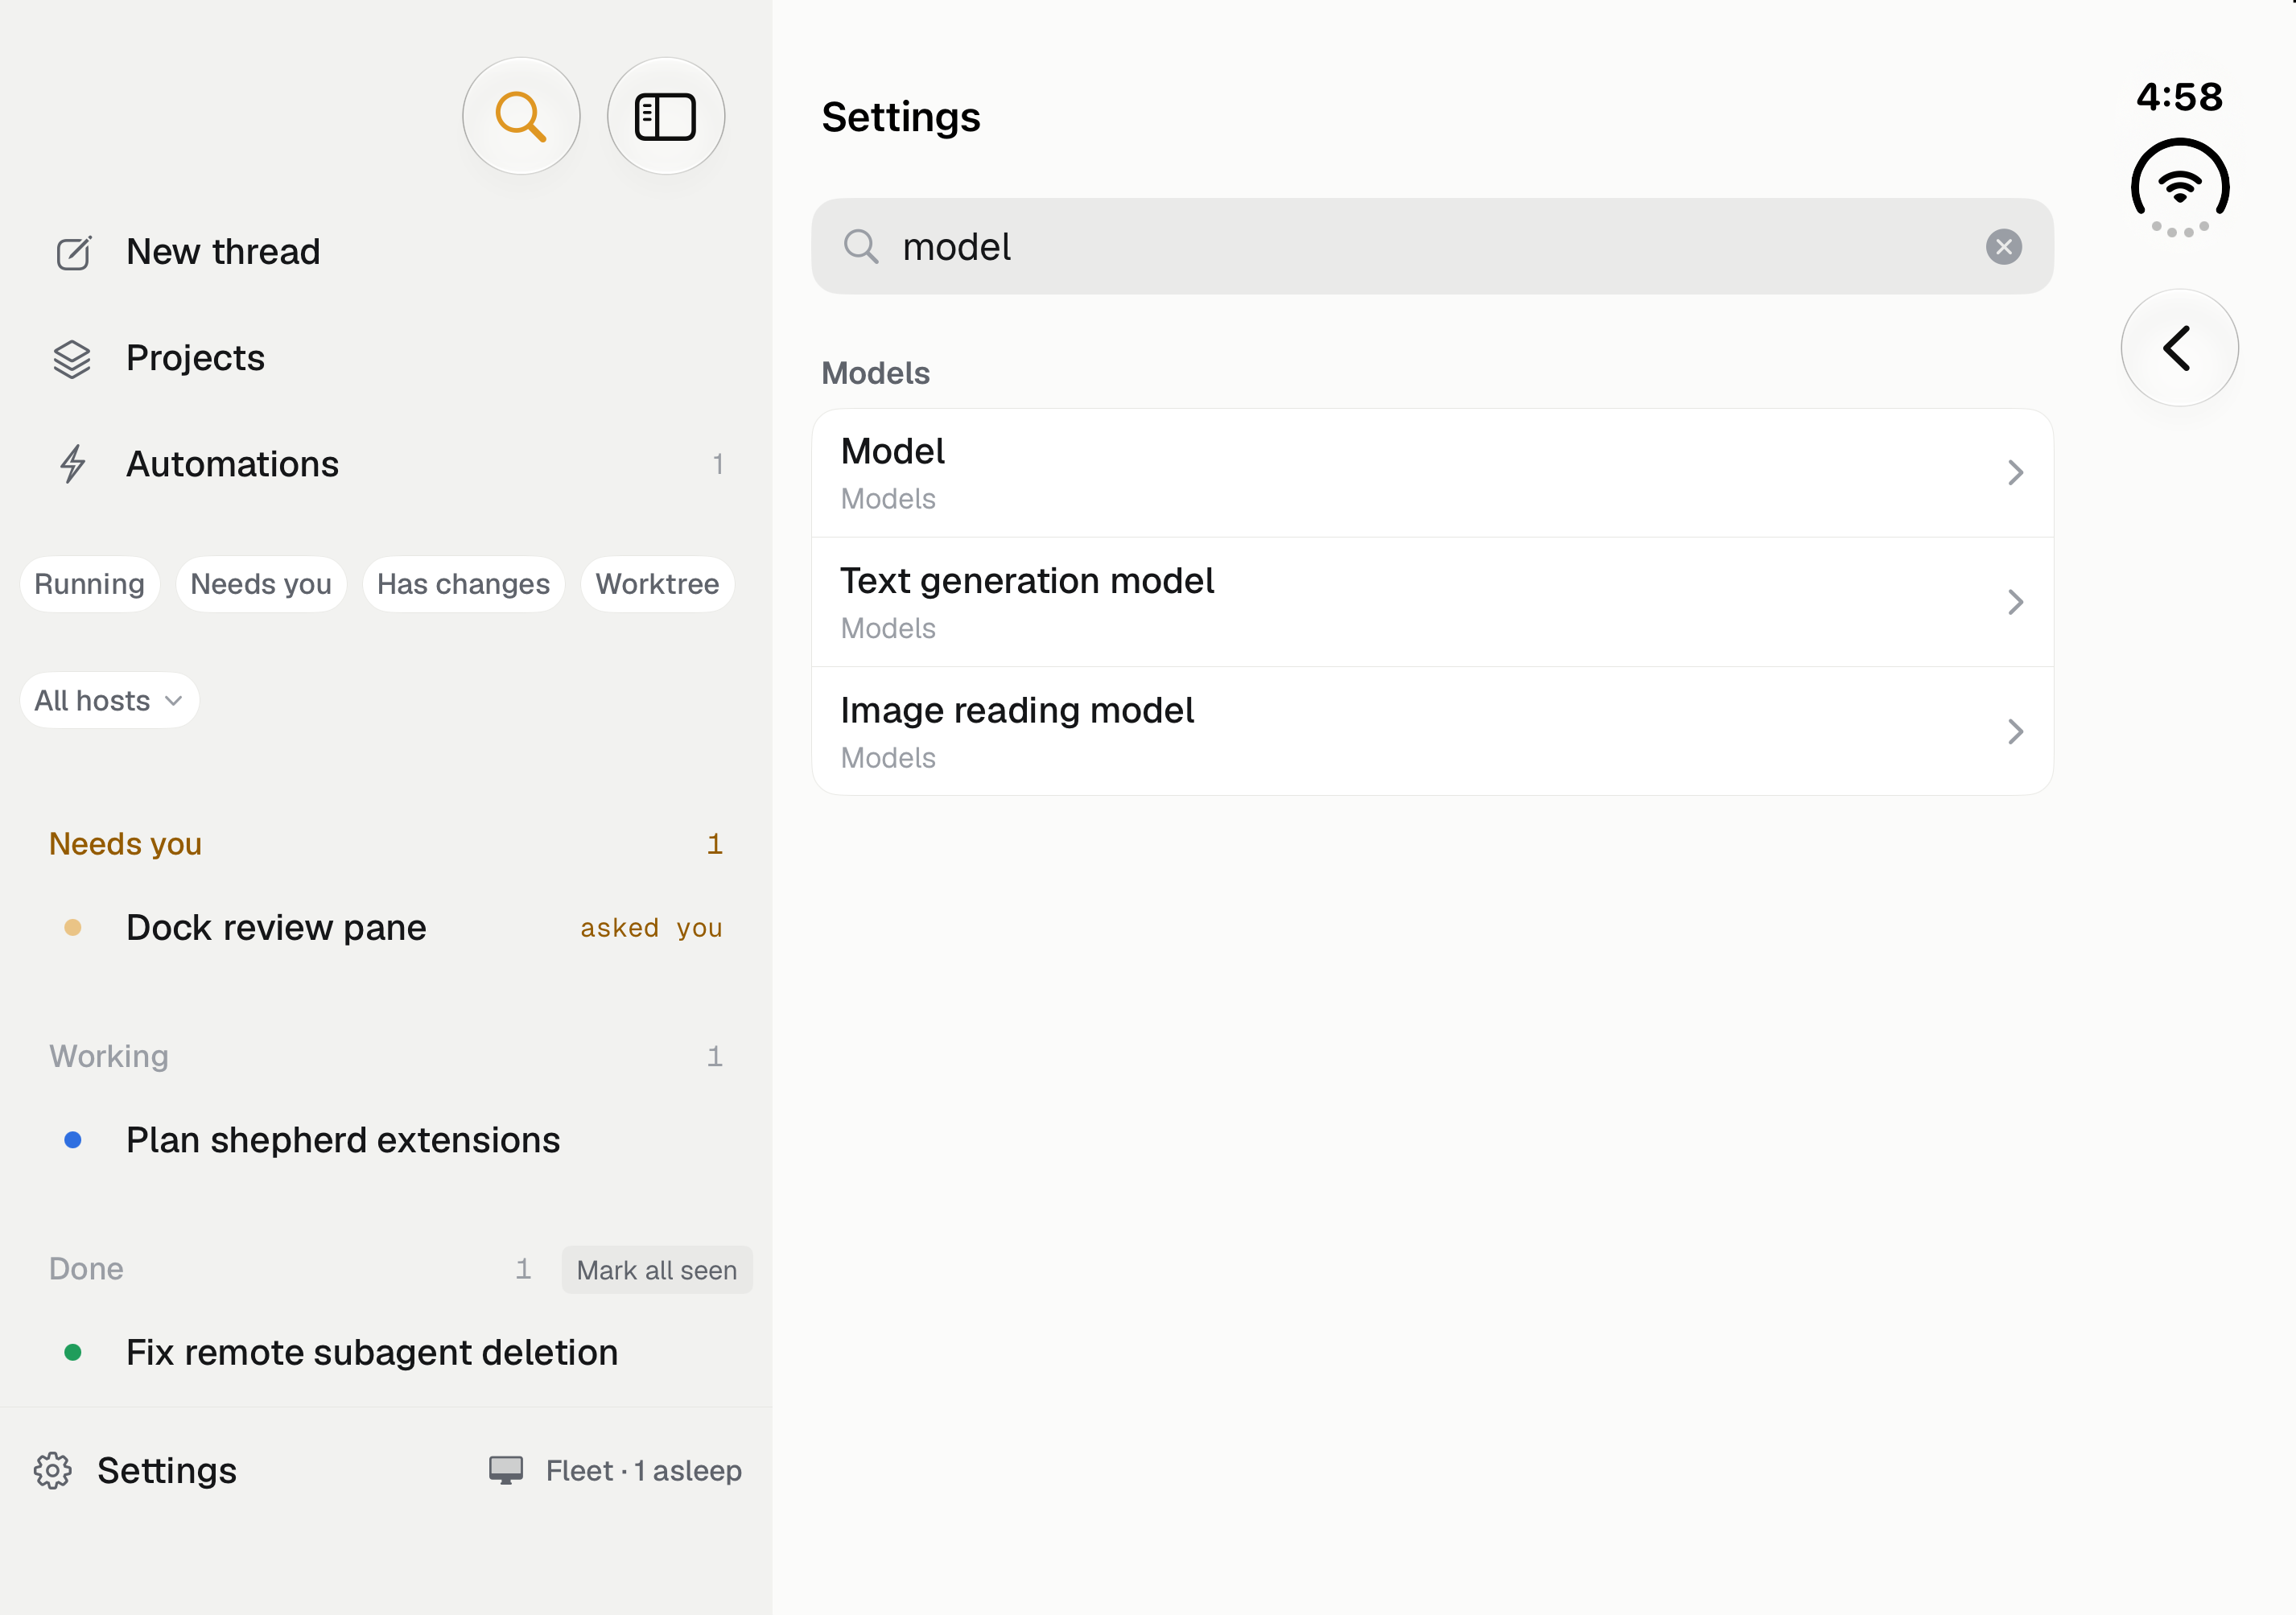 New thread
Projects
Automations 1
Running Needs you Has changes Worktree
All hosts
Needs you 1
Dock review pane asked you
Working 1
Plan shepherd extensions
Done 1 Mark all seen
Fix remote subagent deletion
Settings Fleet · 1 asleep
Settings
model
Models
Model
Models
Text generation model
Models
Image reading model
Models
4:58